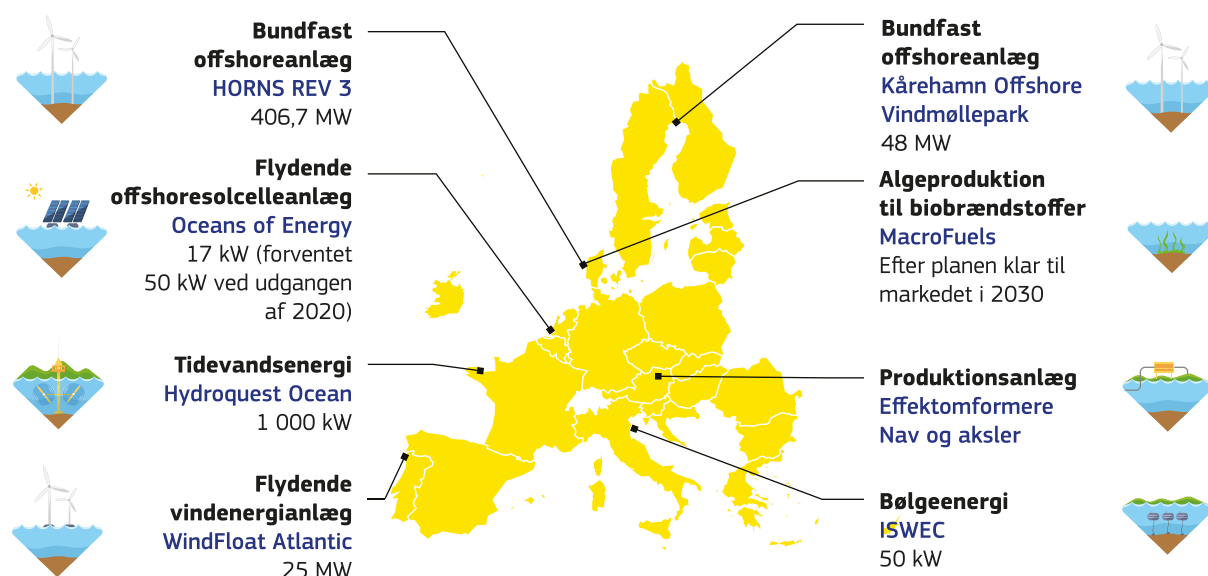 Bundfast
offshoreanlæg
HORNS REV 3
406,7 MW
Flydende
offshoresolcelleanlæg
Oceans of Energy
17 kW (forventet
50 kW ved udgangen
af 2020)
Tidevandsenergi
Hydroquest Ocean
1 000 kW
Flydende
vindenergianlæg
WindFloat Atlantic
25 MW
Bundfast
offshoreanlæg
Kårehamn Offshore
Vindmøllepark
48 MW
Algeproduktion
til biobrændstoffer
MacroFuels
Efter planen klar til
markedet i 2030
Produktionsanlæg
Effektomformere
Nav og aksler
Bølgeenergi
ISWEC
50 kW